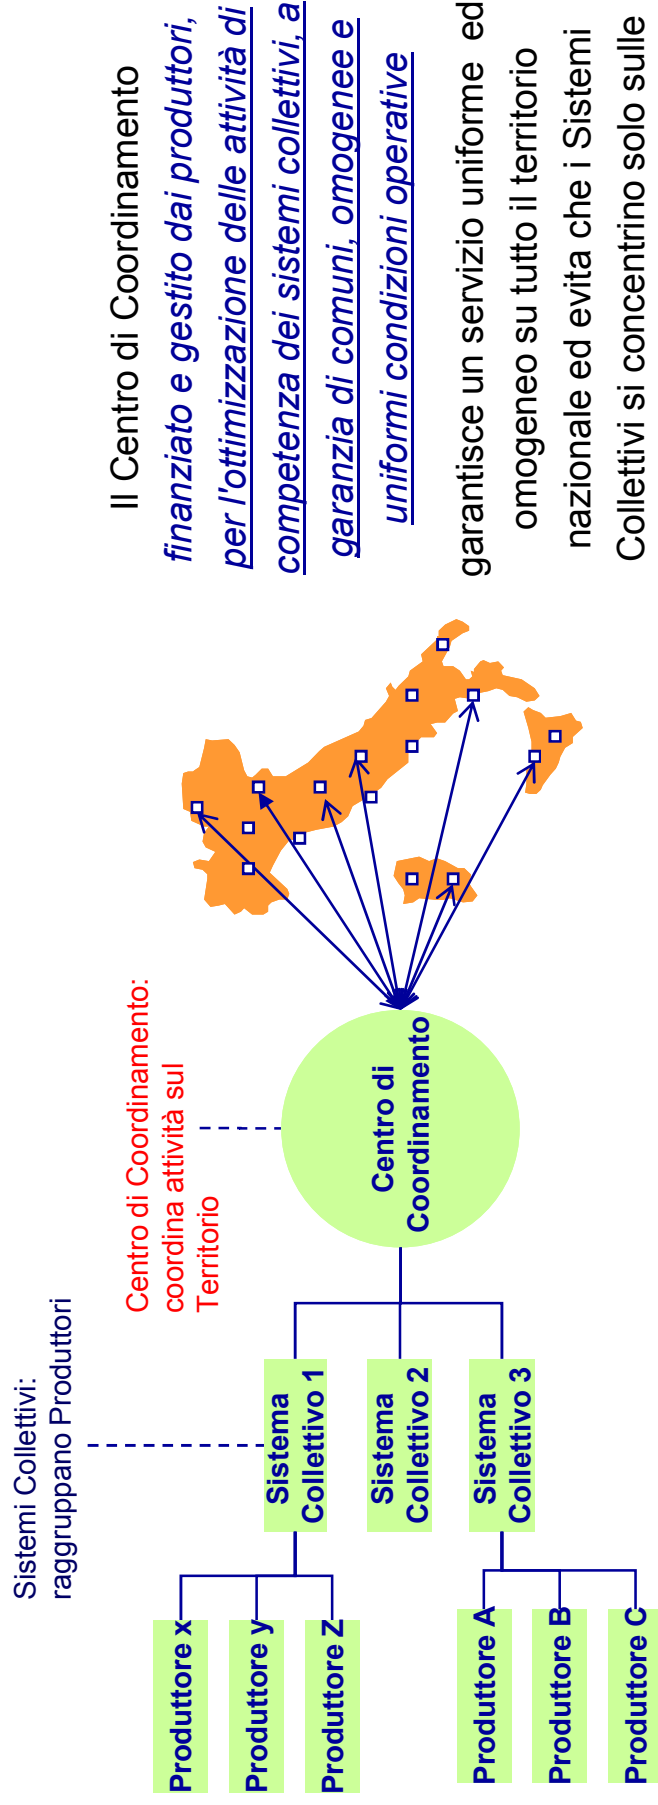 Sistemi Collettivi:
raggruppano Produttori
Centro di Coordinamento:
coordina attività sul
Territorio
Produttore x
Produttore y
Produttore Z
Produttore A
Produttore B
Produttore C
Sistema
Collettivo 1
Sistema
Collettivo 2
Sistema
Collettivo 3
Centro di
Coordinamento
Il Centro di Coordinamento
finanziato e gestito dai produttori,
per l'ottimizzazione delle attività di
competenza dei sistemi collettivi, a
garanzia di comuni, omogenee e
uniformi condizioni operative
garantisce un servizio uniforme ed
omogeneo su tutto il territorio
nazionale ed evita che i Sistemi
Collettivi si concentrino solo sulle